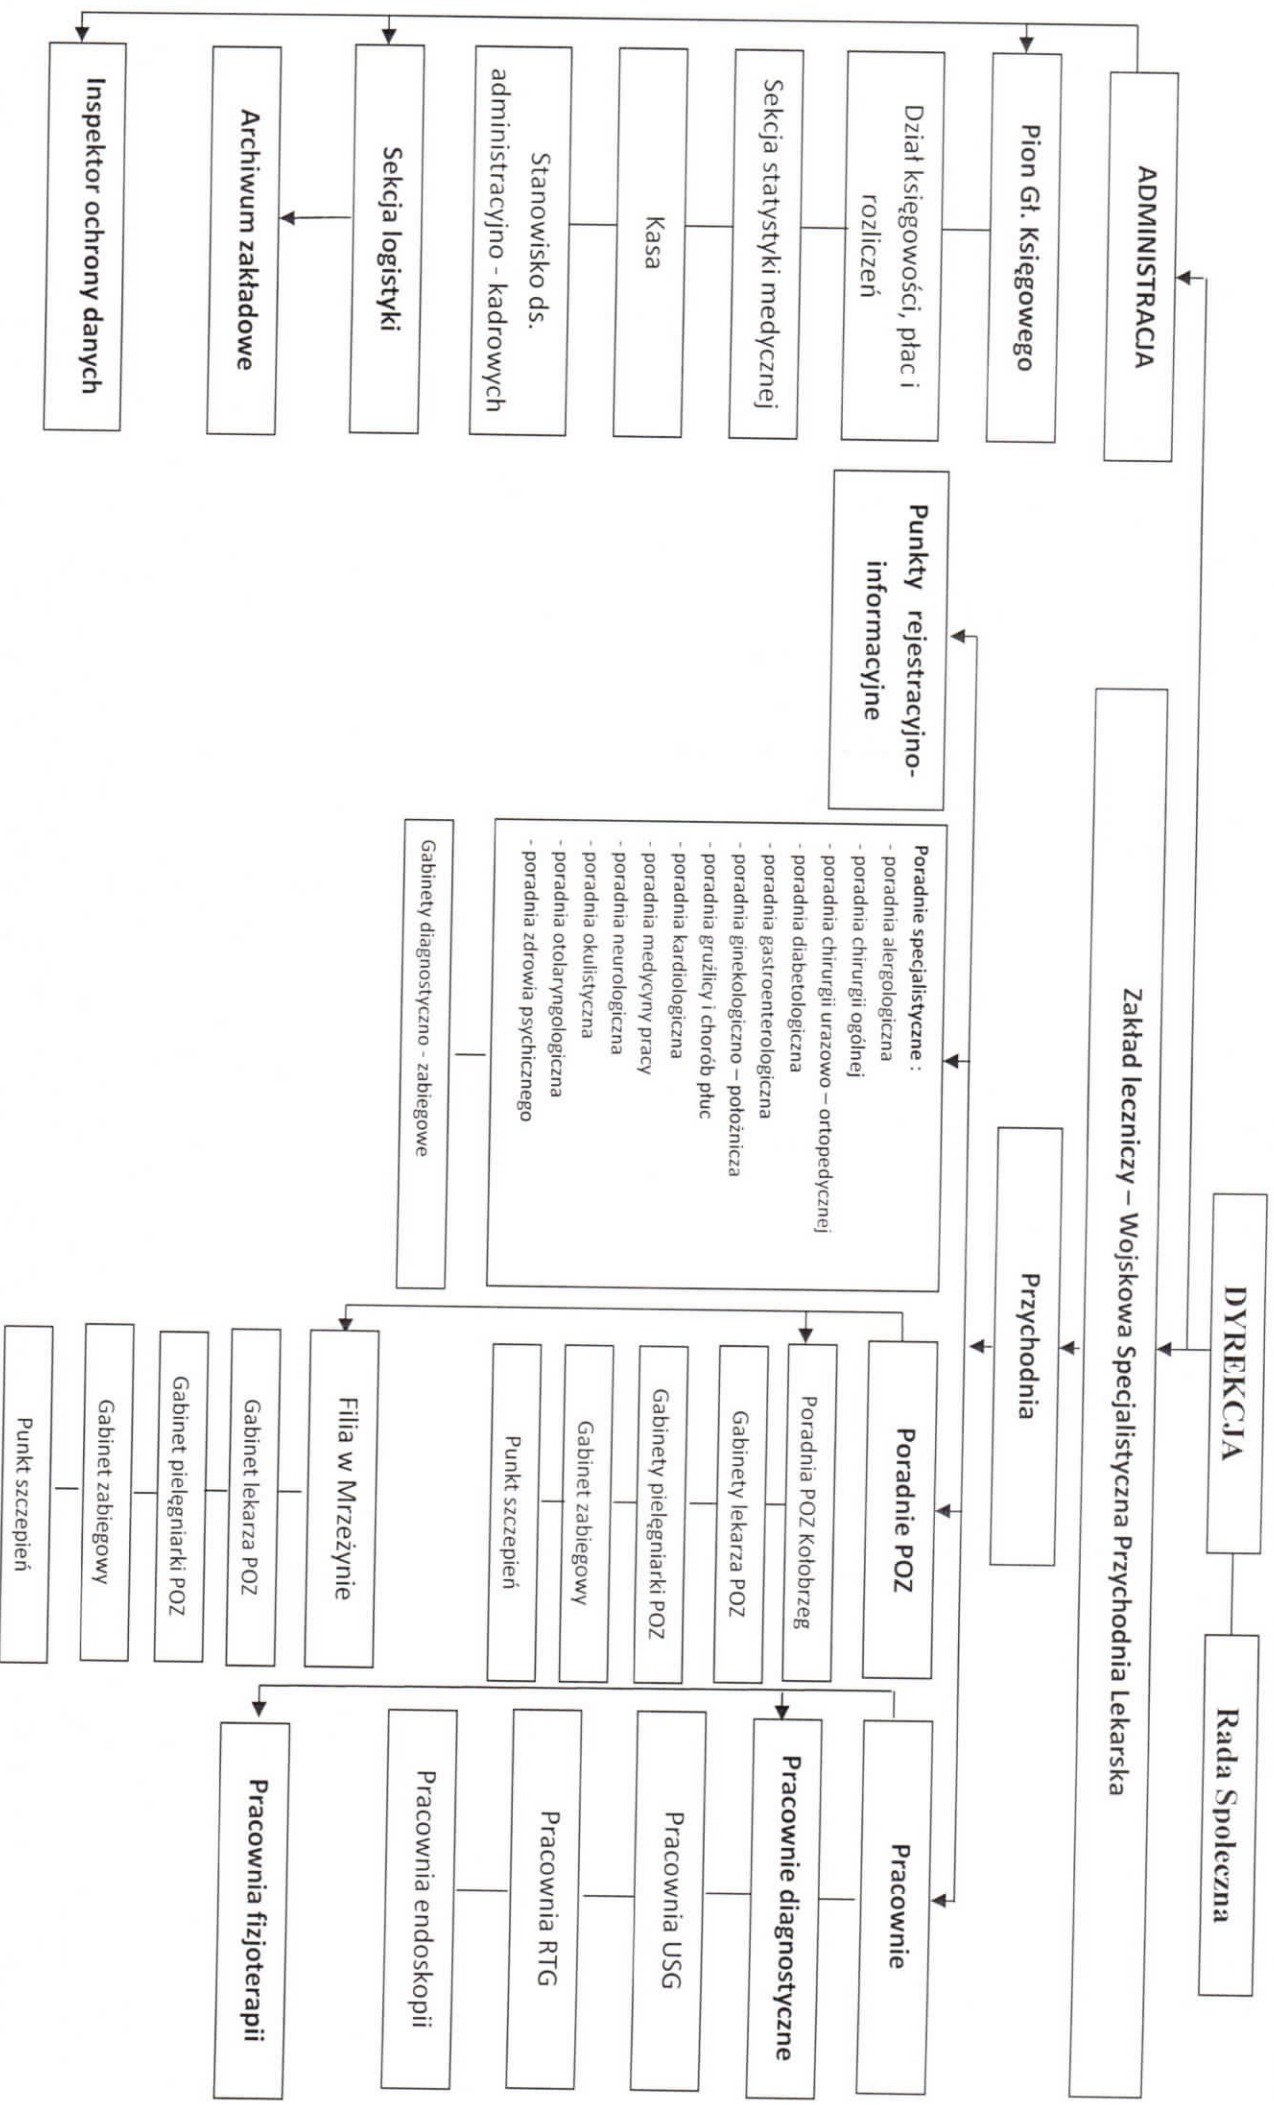 DYREKCJA
Rada Społeczna
Zakład leczniczy – Wojskowa Specjalistyczna Przychodnia Lekarska
Przychodnia
ADMINISTRACJA
Pion Gł. Księgowego
Dział księgowości, płac i
rozliczeń
Sekcja statystyki medycznej
Kasa
Stanowisko ds.
administracyjno - kadrowych
Sekcja logistyki
Archiwum zakładowe
Inspektor ochrony danych
Punkty rejestracyjno-
informacyjne
Poradnie specjalistyczne :
- poradnia alergologiczna
- poradnia chirurgii ogólnej
- poradnia chirurgii urazowo – ortopedycznej
- poradnia diabetologiczna
- poradnia gastroenterologiczna
- poradnia ginekologiczno – położnicza
- poradnia gruźlicy i chorób płuc
- poradnia kardiologiczna
- poradnia medycyny pracy
- poradnia neurologiczna
- poradnia okulistyczna
- poradnia otolaryngologiczna
- poradnia zdrowia psychicznego
Gabinety diagnostyczno - zabiegowe
Poradnie POZ
Poradnia POZ Kołobrzeg
Gabinety lekarza POZ
Gabinety pielęgniarki POZ
Gabinet zabiegowy
Punkt szczepień
Filia w Mrzeżynie
Gabinet lekarza POZ
Gabinet pielęgniarki POZ
Gabinet zabiegowy
Punkt szczepień
Pracownie
Pracownie diagnostyczne
Pracownia USG
Pracownia RTG
Pracownia endoskopii
Pracownia fizjoterapii